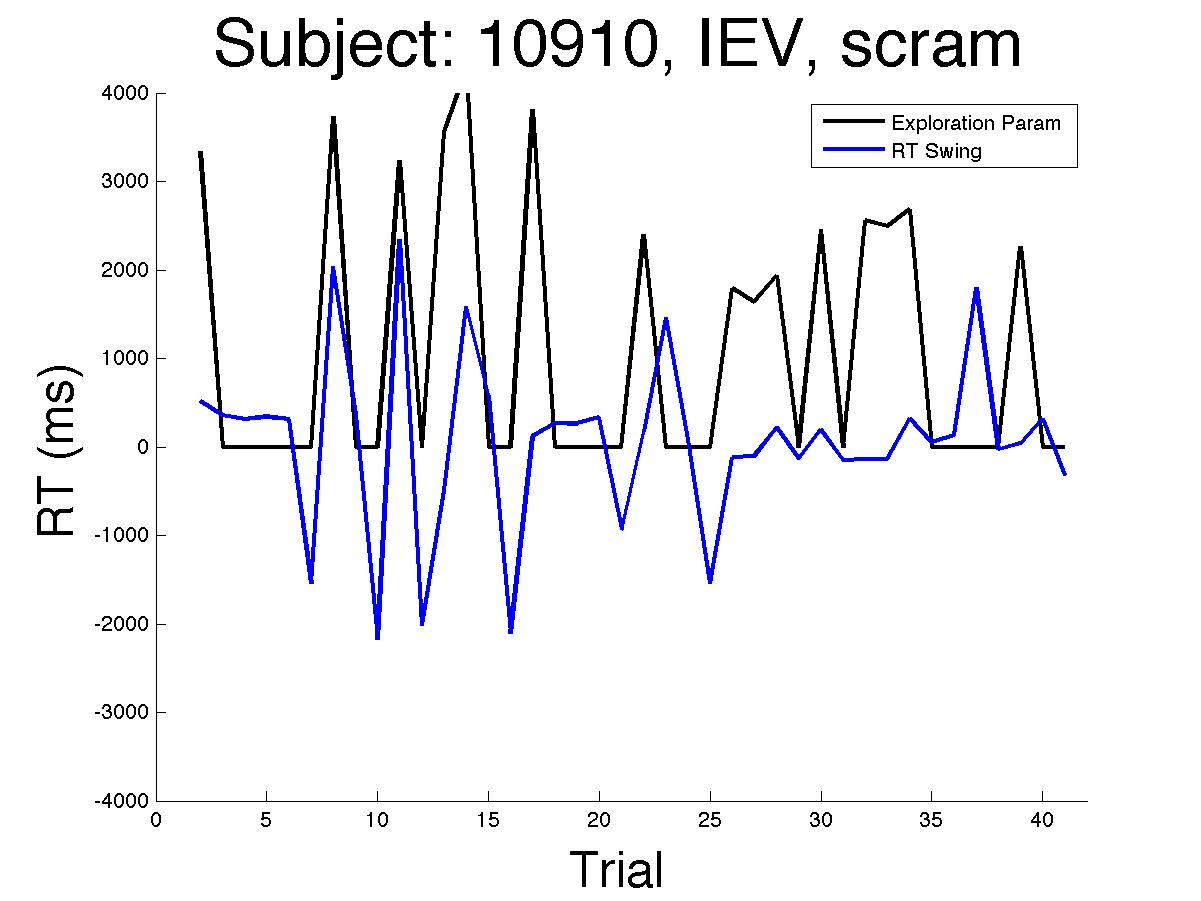 Subject: 10910, IEV, scram
Exploration Param
RT Swing
RT (ms)
4000
3000
2000
1000
0
-1000
-2000
-3000
-4000
0 5 10 15 20 25 30 35 40
Trial